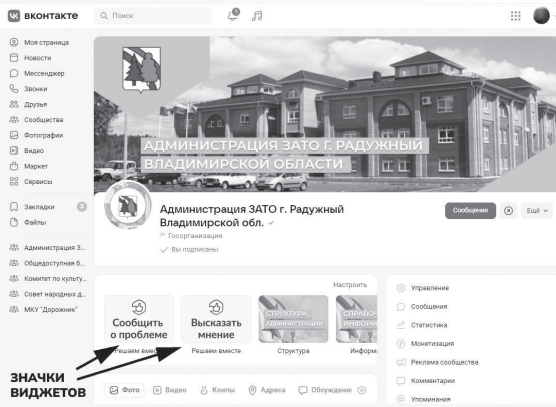 вконтакте
Поиск
1
Моя страница
Новости
Мессенджер
Звонки
Друзья
Сообщества
Фотографии
Видео
Маркет
Сервисы
Закладки
Файлы
Администрация З...
Общедоступная б...
Комитет по культу...
Совет народных д...
МКУ "Дорожник"
АДМИНИСТРАЦИЯ ЗАТО Г. РАДУЖНЫЙ
ВЛАДИМИРСКОЙ ОБЛАСТИ
Администрация ЗАТО г. Радужный
Владимирской обл.
Госорганизация
Вы подписаны
Сообщение
Ещё
Настроить
Сообщить
о проблеме
Решаем вместе
Высказать
мнение
Решаем вместе
СТРУКТУРА
АДМИНИСТРАЦИИ
Структура
СПРАВОЧ
ИНФОРМ
Информ
Фото
Видео
Клипы
Адреса
Обсужден
Управление
Сообщения
Статистика
Монетизация
Реклама сообщества
Комментарии
Упоминания
ЗНАЧКИ
ВИДЖЕТОВ